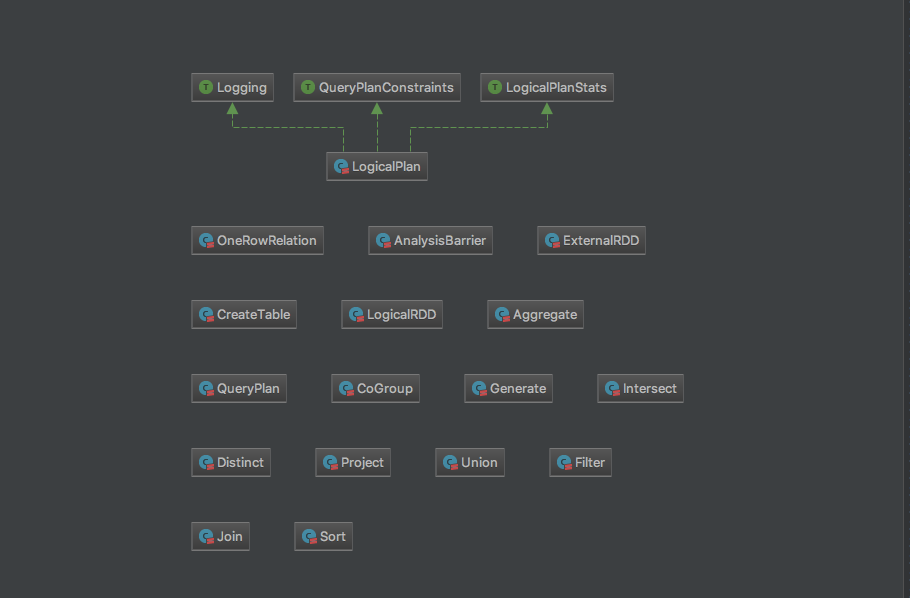 Logging QueryPlanConstraints LogicalPlanStats
LogicalPlan
OneRowRelation AnalysisBarrier ExternalRDD
CreateTable LogicalRDD Aggregate
QueryPlan CoGroup Generate Intersect
Distinct Project Union Filter
Join Sort